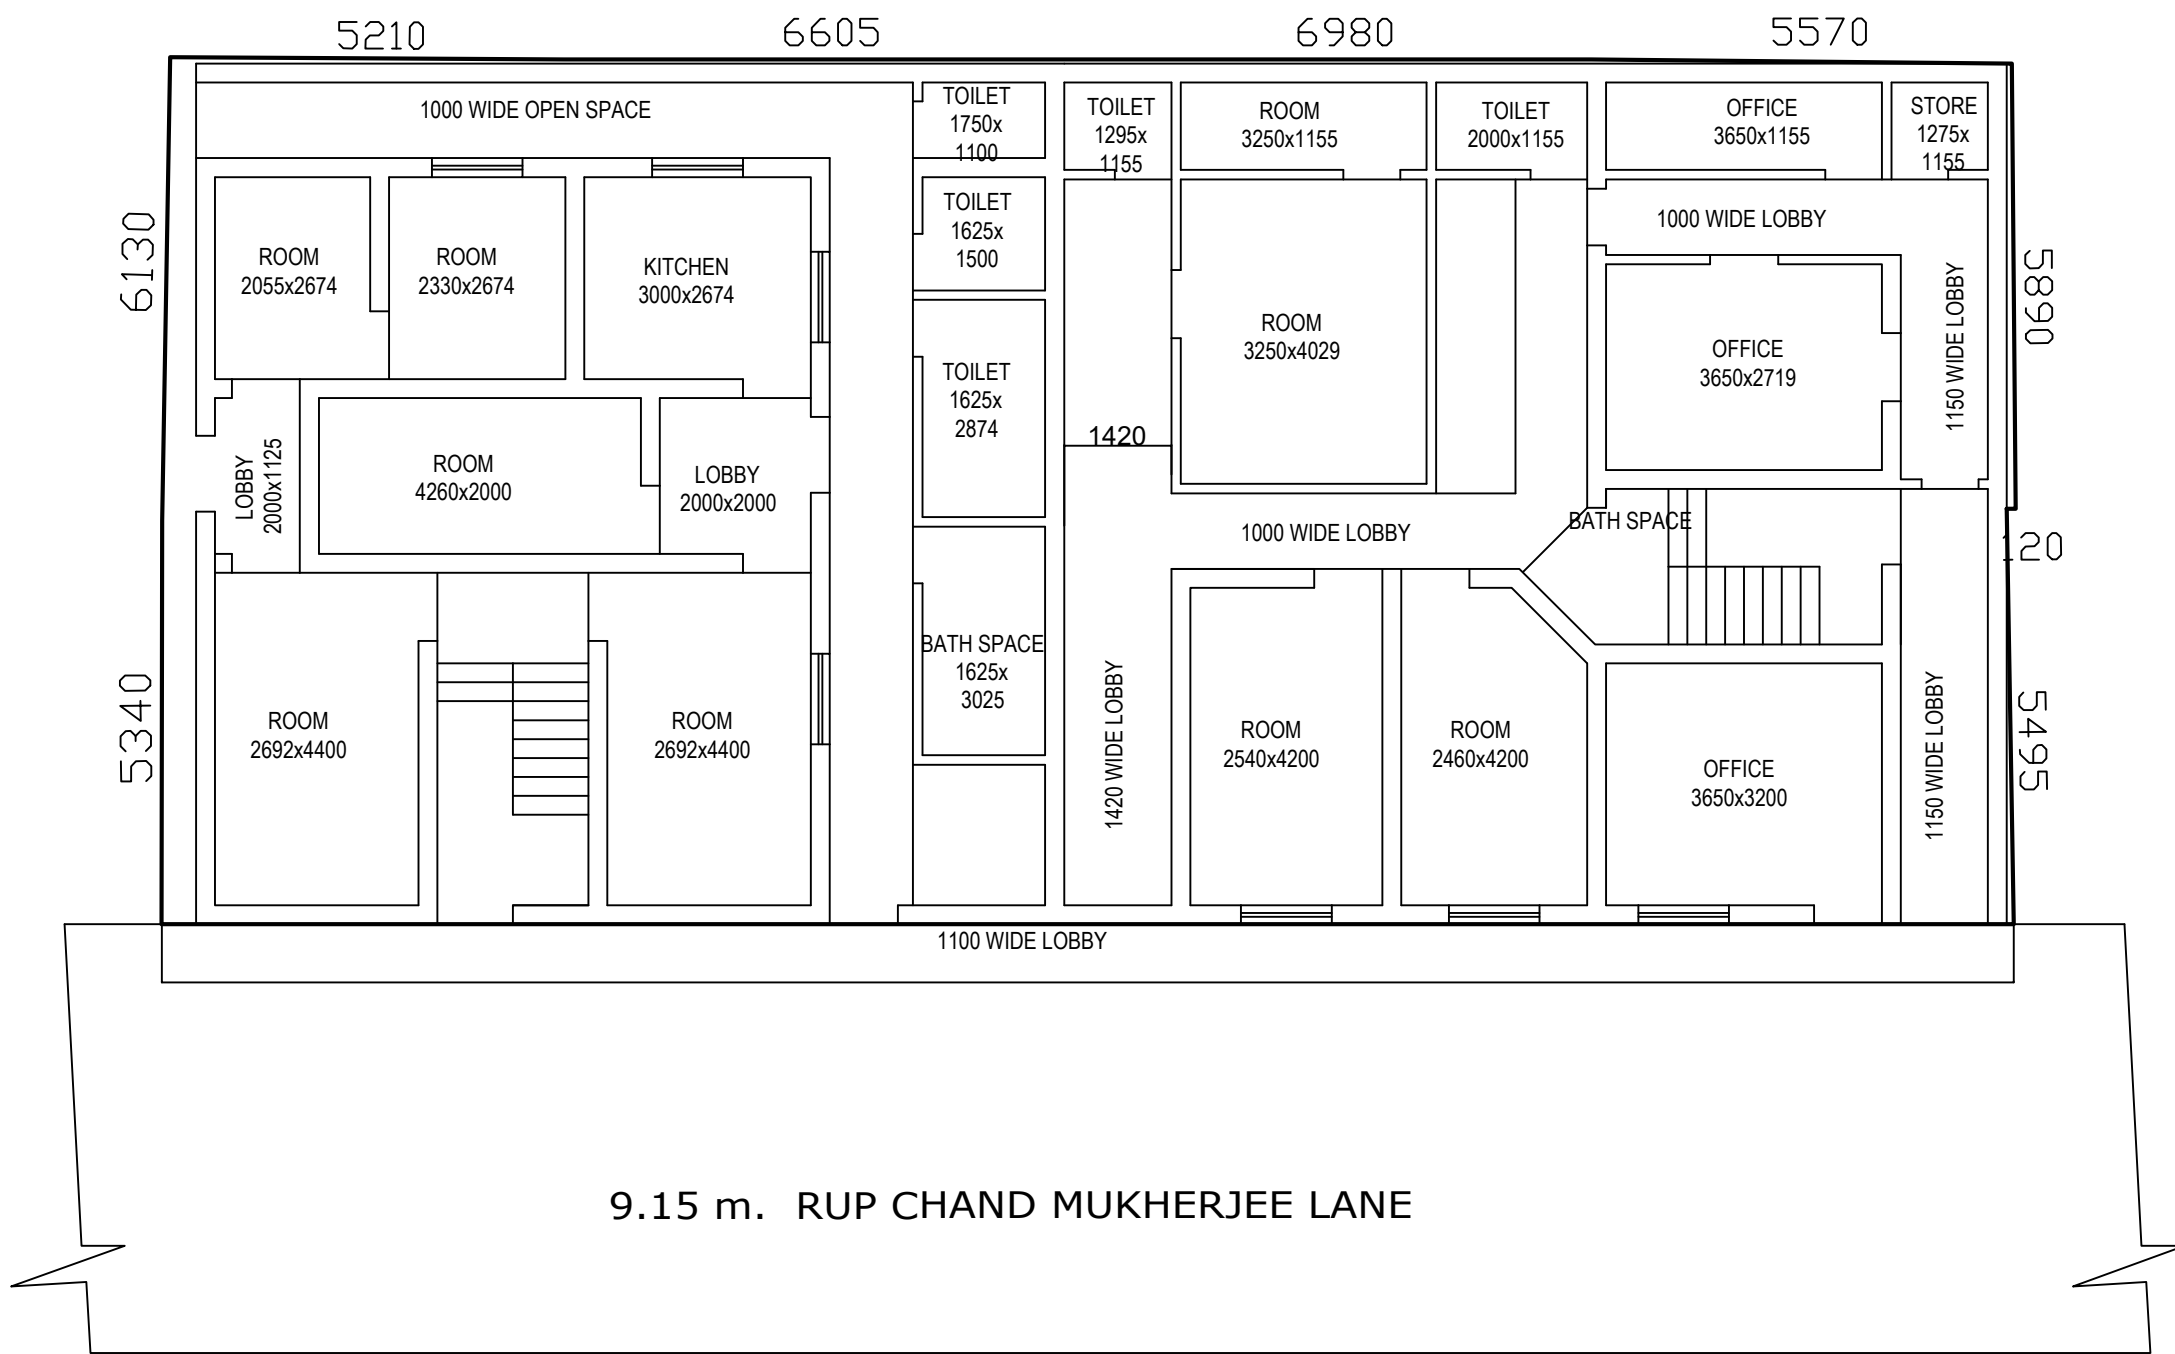 5210
6605
6980
5570
1000 WIDE OPEN SPACE
TOILET
1750x
1100
TOILET
1295x
1155
ROOM
3250x1155
TOILET
2000x1155
OFFICE
3650x1155
STORE
1275x
1155
6130
ROOM
2055x2674
ROOM
2330x2674
KITCHEN
3000x2674
TOILET
1625x
1500
1000 WIDE LOBBY
5890
ROOM
3250x4029
OFFICE
3650x2719
1150 WIDE LOBBY
TOILET
1625x
2874
1420
LOBBY
2000x1125
ROOM
4260x2000
LOBBY
2000x2000
1000 WIDE LOBBY
BATH SPACE
120
BATH SPACE
1625x
3025
5340
ROOM
2692x4400
ROOM
2692x4400
1420 WIDE LOBBY
ROOM
2540x4200
ROOM
2460x4200
OFFICE
3650x3200
1150 WIDE LOBBY
5495
1100 WIDE LOBBY
9.15 m. RUP CHAND MUKHERJEE LANE